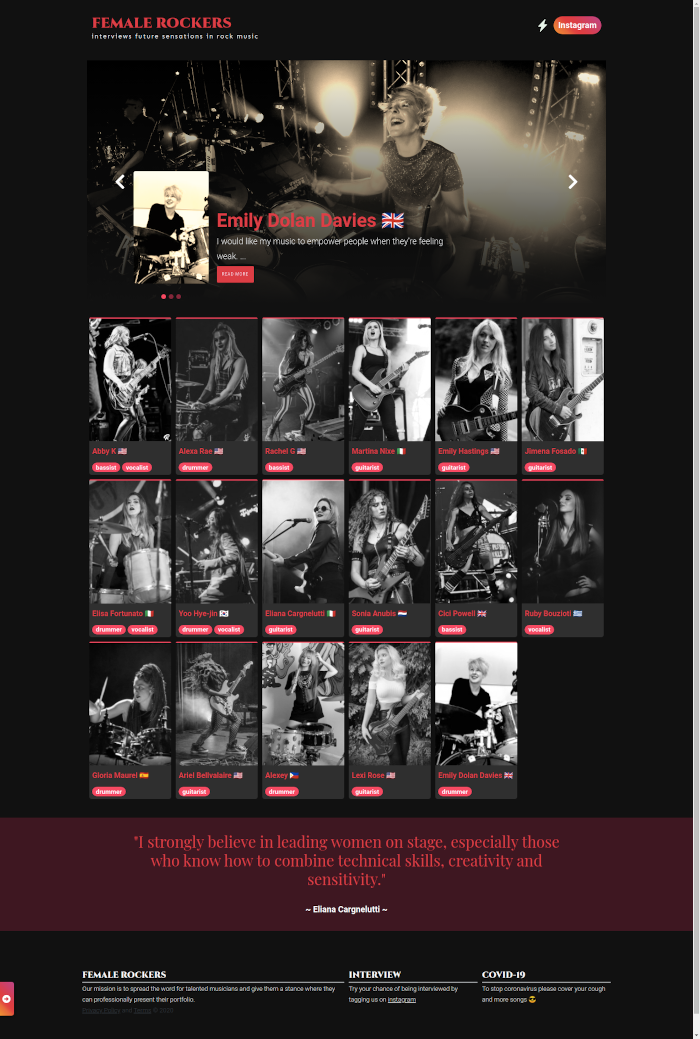 FEMALE ROCKERS
Interviews future sensations in rock music
Instagram
Emily Dolan Davies 🇬🇧
I would like my music to empower people when they're feeling
weak. ...
READ MORE
Abby K 🇺🇸
bassist vocalist
Alexa Rae 🇺🇸
drummer
Rachel G 🇺🇸
bassist
Martina Nixe 🇮🇹
guitarist
Emily Hastings 🇺🇸
guitarist
Jimena Fosado 🇲🇽
guitarist
Elisa Fortunato 🇮🇹
drummer vocalist
Yoo Hye-jin 🇰🇷
drummer vocalist
Eliana Cargnelutti 🇮🇹
guitarist
Sonia Anubis 🇳🇱
guitarist
Cici Powell 🇬🇧
bassist
Ruby Bouzioti 🇬🇷
vocalist
Gloria Maurel 🇪🇸
drummer
Ariel Bellvalaire 🇺🇸
guitarist
Alexey 🇵🇭
drummer
Lexi Rose 🇺🇸
guitarist
Emily Dolan Davies 🇬🇧
drummer
"I strongly believe in leading women on stage, especially those
who know how to combine technical skills, creativity and
sensitivity."
~ Eliana Cargnelutti ~
FEMALE ROCKERS
Our mission is to spread the word for talented musicians and give them a stance where they
can professionally present their portfolio.
Privacy Policy and Terms © 2020
INTERVIEW
Try your chance of being interviewed by
tagging us on Instagram
COVID-19
To stop coronavirus please cover your cough
and more songs 😎